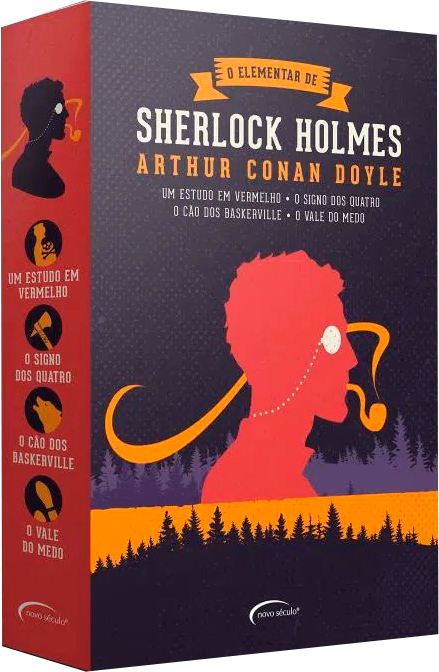 O ELEMENTAR DE
SHERLOCK HOLMES
ARTHUR CONAN DOYLE
UM ESTUDO EM VERMELHO • O SIGNO DOS QUATRO
O CÃO DOS BASKERVILLE • O VALE DO MEDO
novo século®
UM ESTUDO EM
VERMELHO
O SIGNO
DOS QUATRO
O CÃO DOS
BASKERVILLE
O VALE
DO MEDO
novo século®